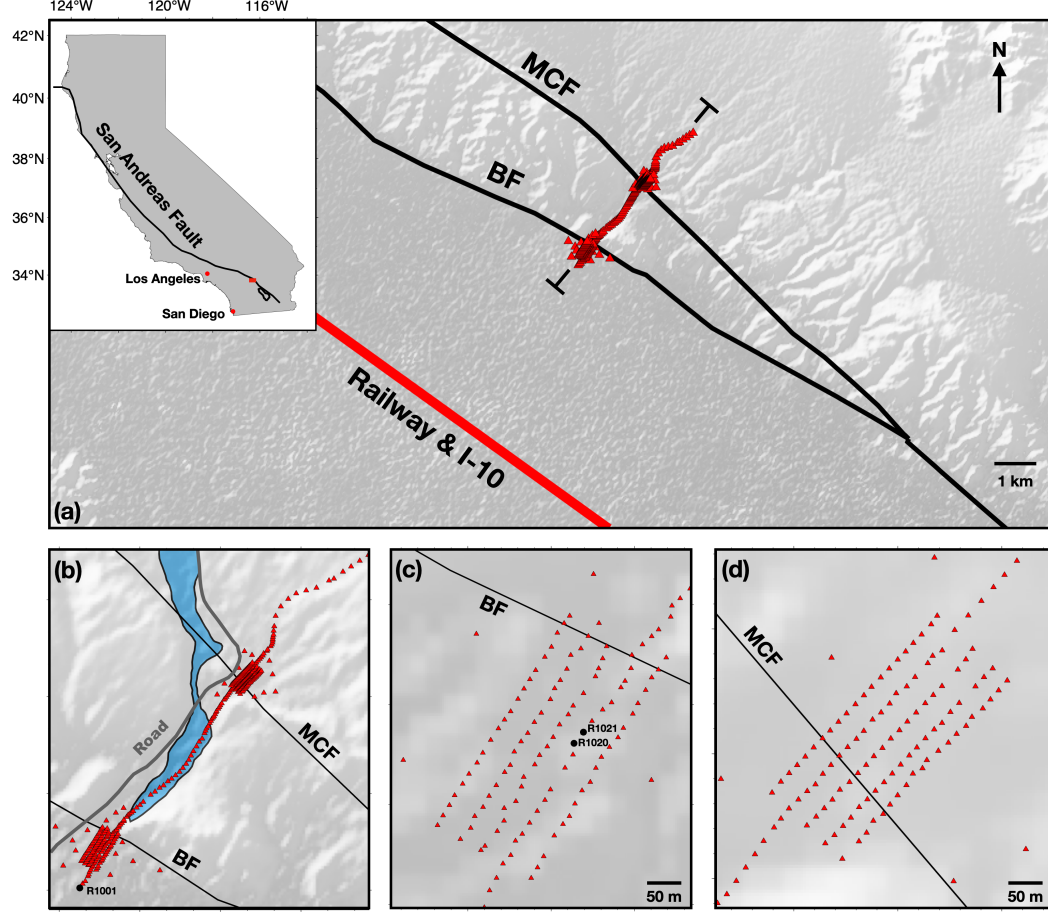 124°W 120°W 116°W
42°N
40°N
38°N
36°N
34°N
San Andreas Fault
Los Angeles
San Diego
MCF
BF
N
Railway & I-10
1 km
(a)
(b)
Road
MCF
BF
R1001
(c)
BF
R1021
R1020
50 m
(d)
MCF
50 m